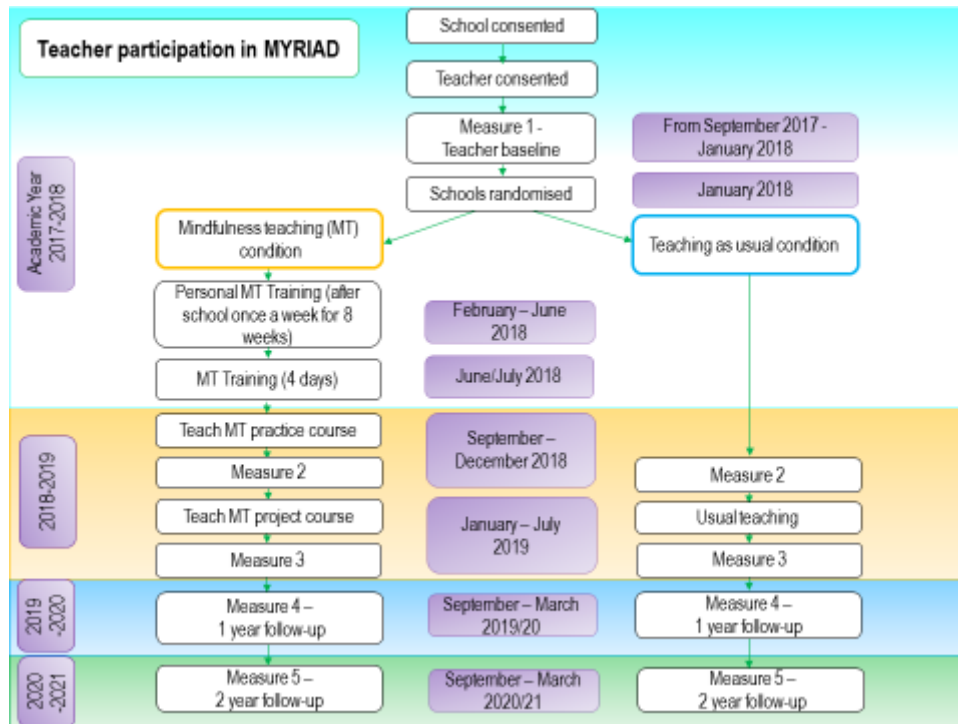 Teacher participation in MYRIAD
School consented
Teacher consented
Measure 1 -
Teacher baseline
From September 2017 -
January 2018
Schools randomised
January 2018
Academic Year
2017-2018
Mindfulness teaching (MT)
condition
Teaching as usual condition
Personal MT Training (after
school once a week for 8
weeks)
February – June
2018
MT Training (4 days)
June/July 2018
2018-2019
Teach MT practice course
September –
December 2018
Measure 2
Measure 2
Teach MT project course
January – July
2019
Usual teaching
Measure 3
Measure 3
2019
-2020
Measure 4 –
1 year follow-up
September – March
2019/20
Measure 4 –
1 year follow-up
2020
-2021
Measure 5 –
2 year follow-up
September – March
2020/21
Measure 5 –
2 year follow-up